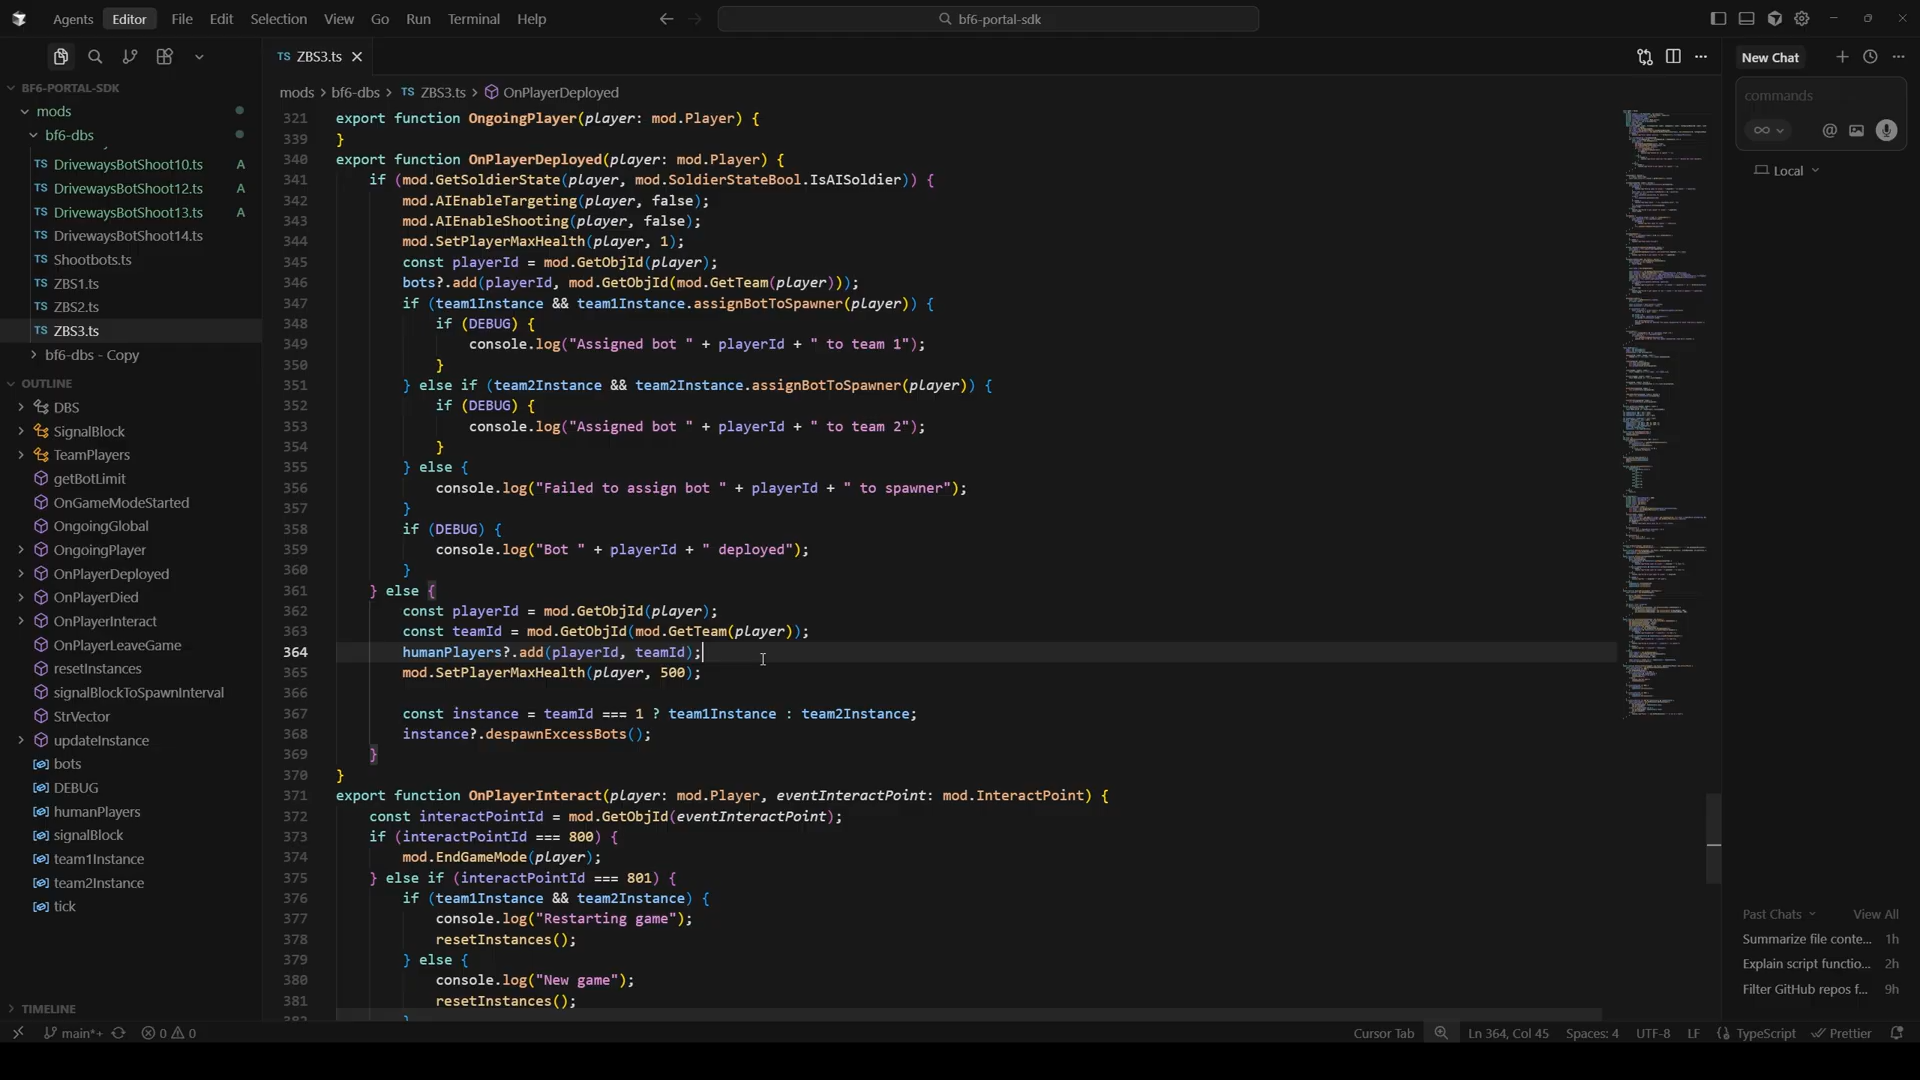 Agents
Editor
File
Edit
Selection
View
Go
Run
Terminal
Help
bf6-portal-sdk
BF6-PORTAL-SDK
mods
bf6-dbs
TS DrivewaysBotShoot10.ts A
TS DrivewaysBotShoot12.ts A
TS DrivewaysBotShoot13.ts A
TS DrivewaysBotShoot14.ts
TS Shootbots.ts
TS ZBS1.ts
TS ZBS2.ts
TS ZBS3.ts
bf6-dbs - Copy
OUTLINE
DBS
SignalBlock
TeamPlayers
getBotLimit
OnGameModeStarted
OngoingGlobal
OngoingPlayer
OnPlayerDeployed
OnPlayerDied
OnPlayerInteract
OnPlayerLeaveGame
resetInstances
signalBlockToSpawnInterval
StrVector
updateInstance
bots
DEBUG
humanPlayers
signalBlock
team1Instance
team2Instance
tick
TIMELINE
TS ZBS3.ts
mods > bf6-dbs > TS ZBS3.ts > OnPlayerDeployed
321 export function OngoingPlayer(player: mod.Player) {
339 }
340 export function OnPlayerDeployed(player: mod.Player) {
341 if (mod.GetSoldierState(player, mod.SoldierStateBool.IsAISoldier)) {
342 mod.AIEnableTargeting(player, false);
343 mod.AIEnableShooting(player, false);
344 mod.SetPlayerMaxHealth(player, 1);
345 const playerId = mod.GetObjId(player);
346 bots?.add(playerId, mod.GetObjId(mod.GetTeam(player)));
347 if (team1Instance && team1Instance.assignBotToSpawner(player)) {
348 if (DEBUG) {
349 console.log("Assigned bot " + playerId + " to team 1");
350 }
351 } else if (team2Instance && team2Instance.assignBotToSpawner(player)) {
352 if (DEBUG) {
353 console.log("Assigned bot " + playerId + " to team 2");
354 }
355 } else {
356 console.log("Failed to assign bot " + playerId + " to spawner");
357 }
358 if (DEBUG) {
359 console.log("Bot " + playerId + " deployed");
360 }
361 } else {
362 const playerId = mod.GetObjId(player);
363 const teamId = mod.GetObjId(mod.GetTeam(player));
364 humanPlayers?.add(playerId, teamId);
365 mod.SetPlayerMaxHealth(player, 500);
366
367 const instance = teamId === 1 ? team1Instance : team2Instance;
368 instance?.despawnExcessBots();
369 }
370 }
371 export function OnPlayerInteract(player: mod.Player, eventInteractPoint: mod.InteractPoint) {
372 const interactPointId = mod.GetObjId(eventInteractPoint);
373 if (interactPointId === 800) {
374 mod.EndGameMode(player);
375 } else if (interactPointId === 801) {
376 if (team1Instance && team2Instance) {
377 console.log("Restarting game");
378 resetInstances();
379 } else {
380 console.log("New game");
381 resetInstances();
382 }
New Chat
commands
Local
Past Chats
View All
Summarize file conte... 1h
Explain script functio... 2h
Filter GitHub repos f... 9h
main*+
0
0
Cursor Tab
Ln 364, Col 45
Spaces: 4
UTF-8
LF
{} TypeScript
Prettier